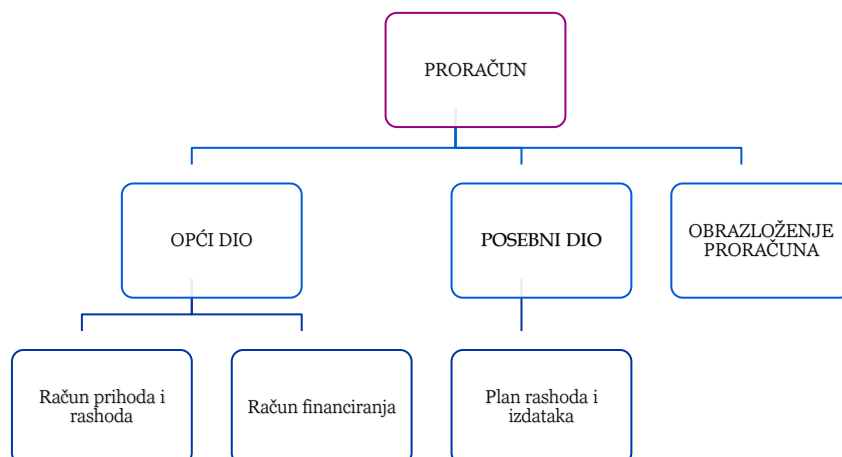 PRORAČUN
OPĆI DIO
POSEBNI DIO
OBRAZLOŽENJE
PRORAČUNA
Račun prihoda i
rashoda
Račun financiranja
Plan rashoda i
izdataka